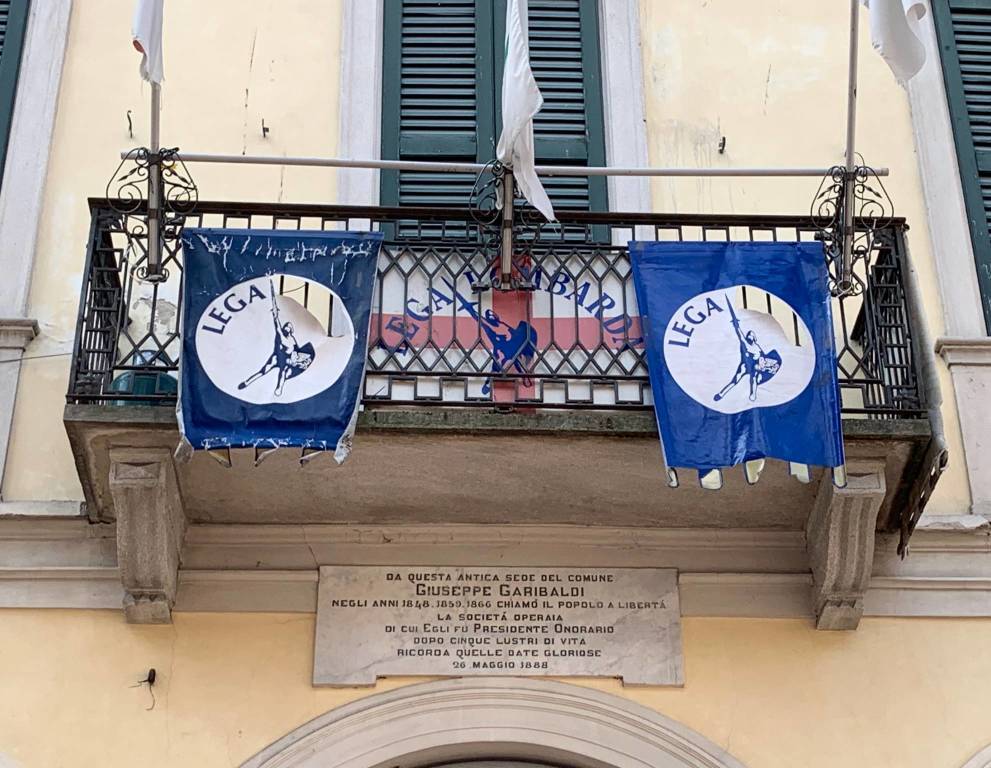 LEGA
LEGA LOMBARDA
LEGA
DA QUESTA ANTICA SEDE DEL COMUNE
GIUSEPPE GARIBALDI
NEGLI ANNI 1848.1859.1866 CHIAMÒ IL POPOLO A LIBERTÀ
LA SOCIETÁ OPERAIA
DI CUI EGLI FU PRESIDENTE ONORARIO
DOPO CINQUE LUSTRI DI VITA
RICORDA QUELLE DATE GLORIOSE
26 MAGGIO 1888